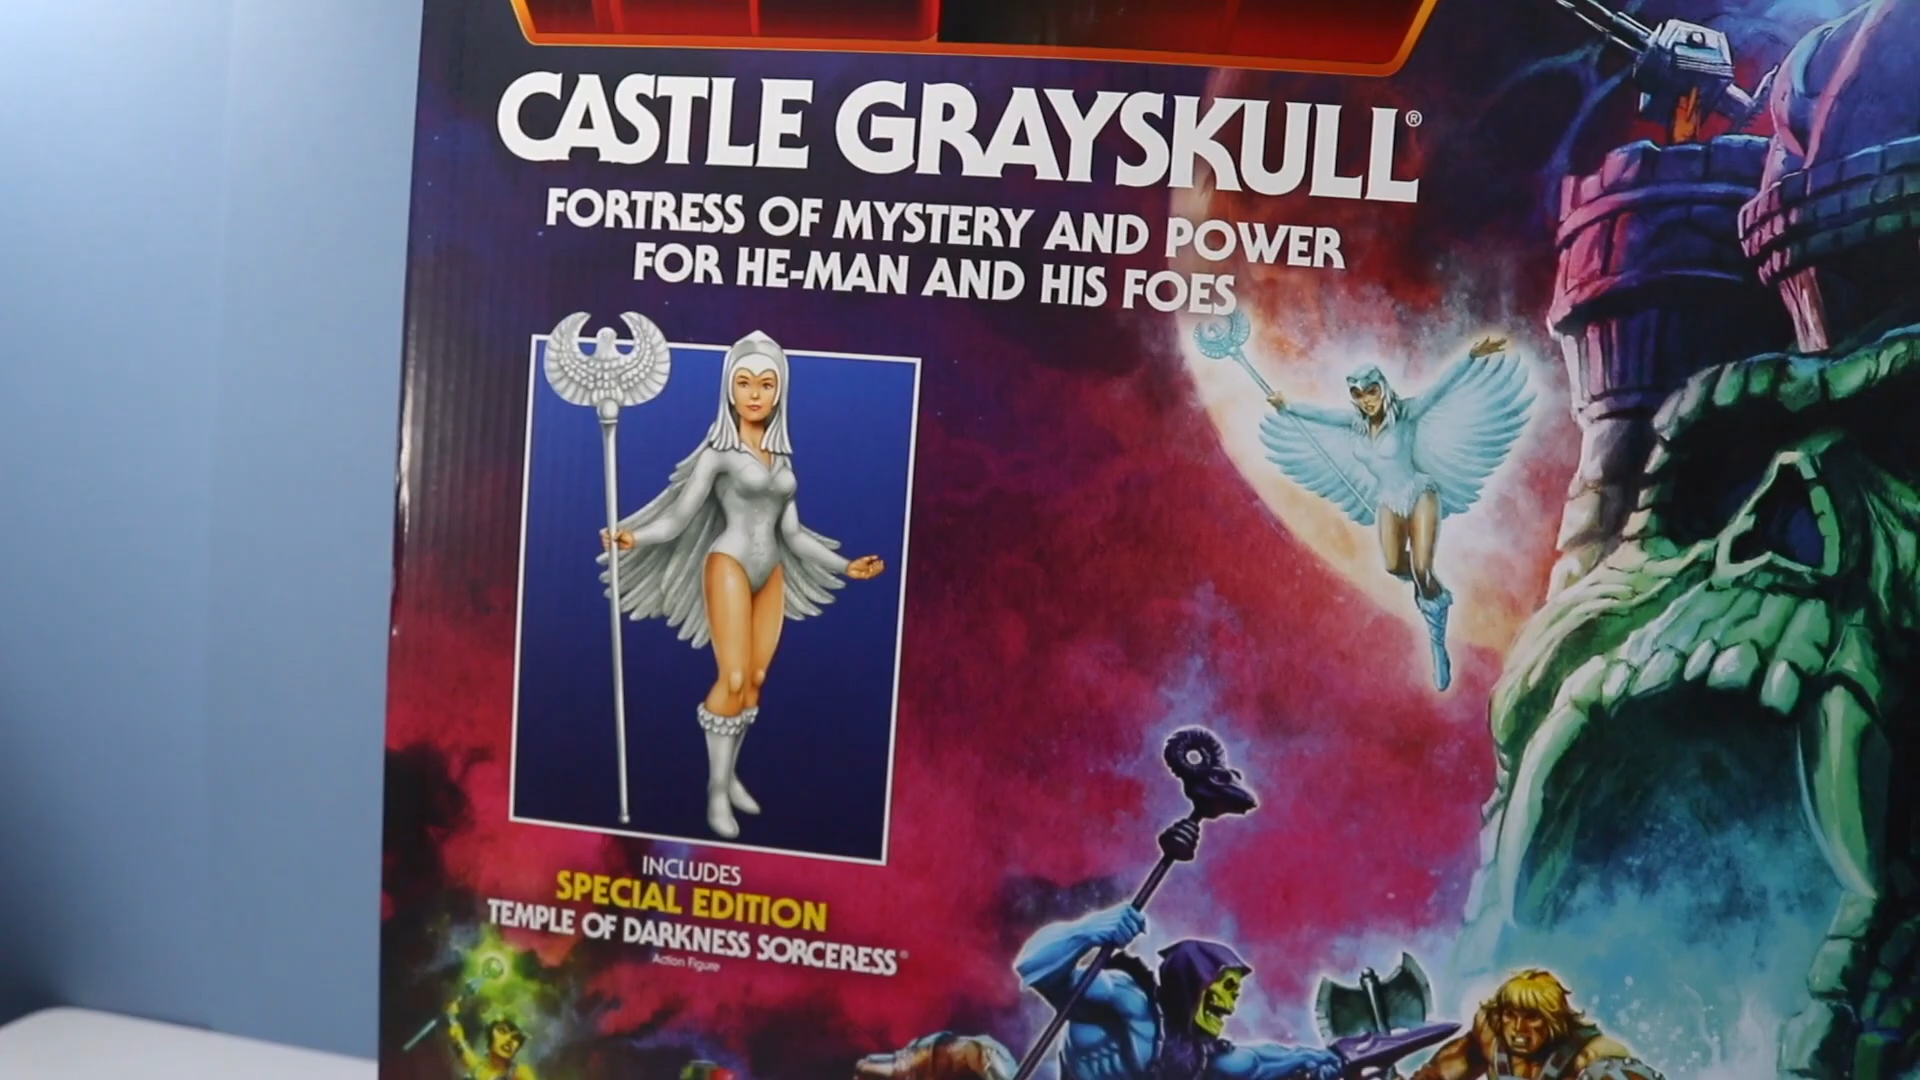 CASTLE GRAYSKULL®
FORTRESS OF MYSTERY AND POWER
FOR HE-MAN AND HIS FOES
INCLUDES
SPECIAL EDITION
TEMPLE OF DARKNESS SORCERESS®
Action Figure